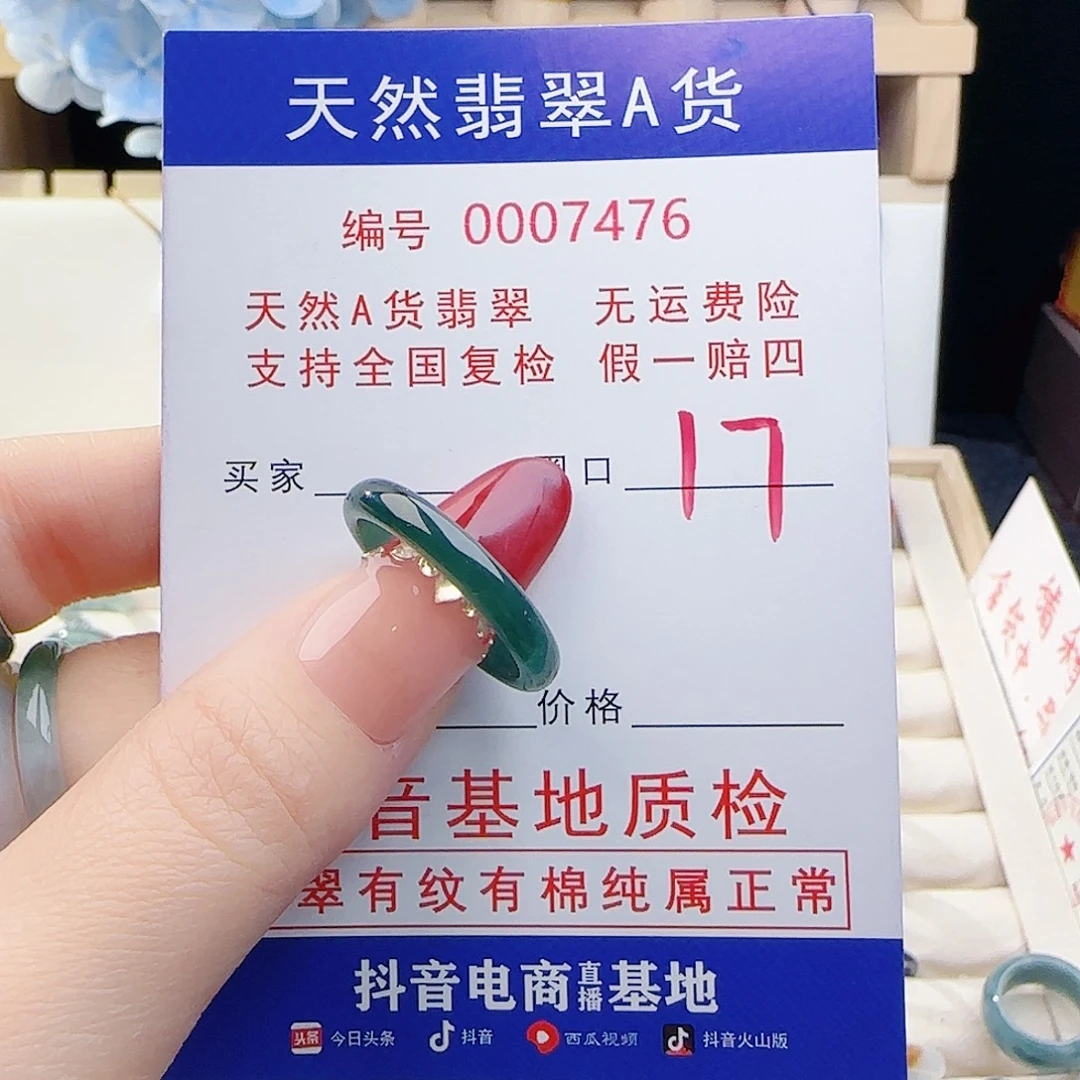 天然翡翠A货
编号 0007476
天然A货翡翠 无运费险
支持全国复检 假一赔四
买家 口 17
价格
音基地质检
翠有纹有棉纯属正常
抖音电商直播基地
头条 今日头条 抖音 西瓜视频 抖音火山版